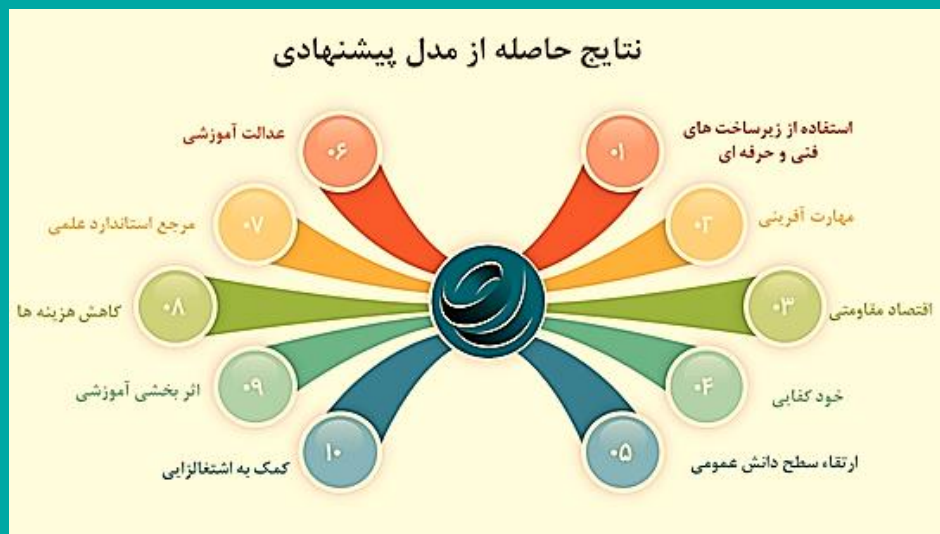 نتایج حاصله از مدل پیشنهادی
۰۱
استفاده از زیرساخت های
فنی و حرفه ای
۰۲
مهارت آفرینی
۰۳
اقتصاد مقاومتی
۰۴
خود کفایی
۰۵
ارتقاء سطح دانش عمومی
۰۶
عدالت آموزشی
۰۷
مرجع استاندارد علمی
۰۸
کاهش هزینه ها
۰۹
اثر بخشی آموزشی
۱۰
کمک به اشتغالزایی